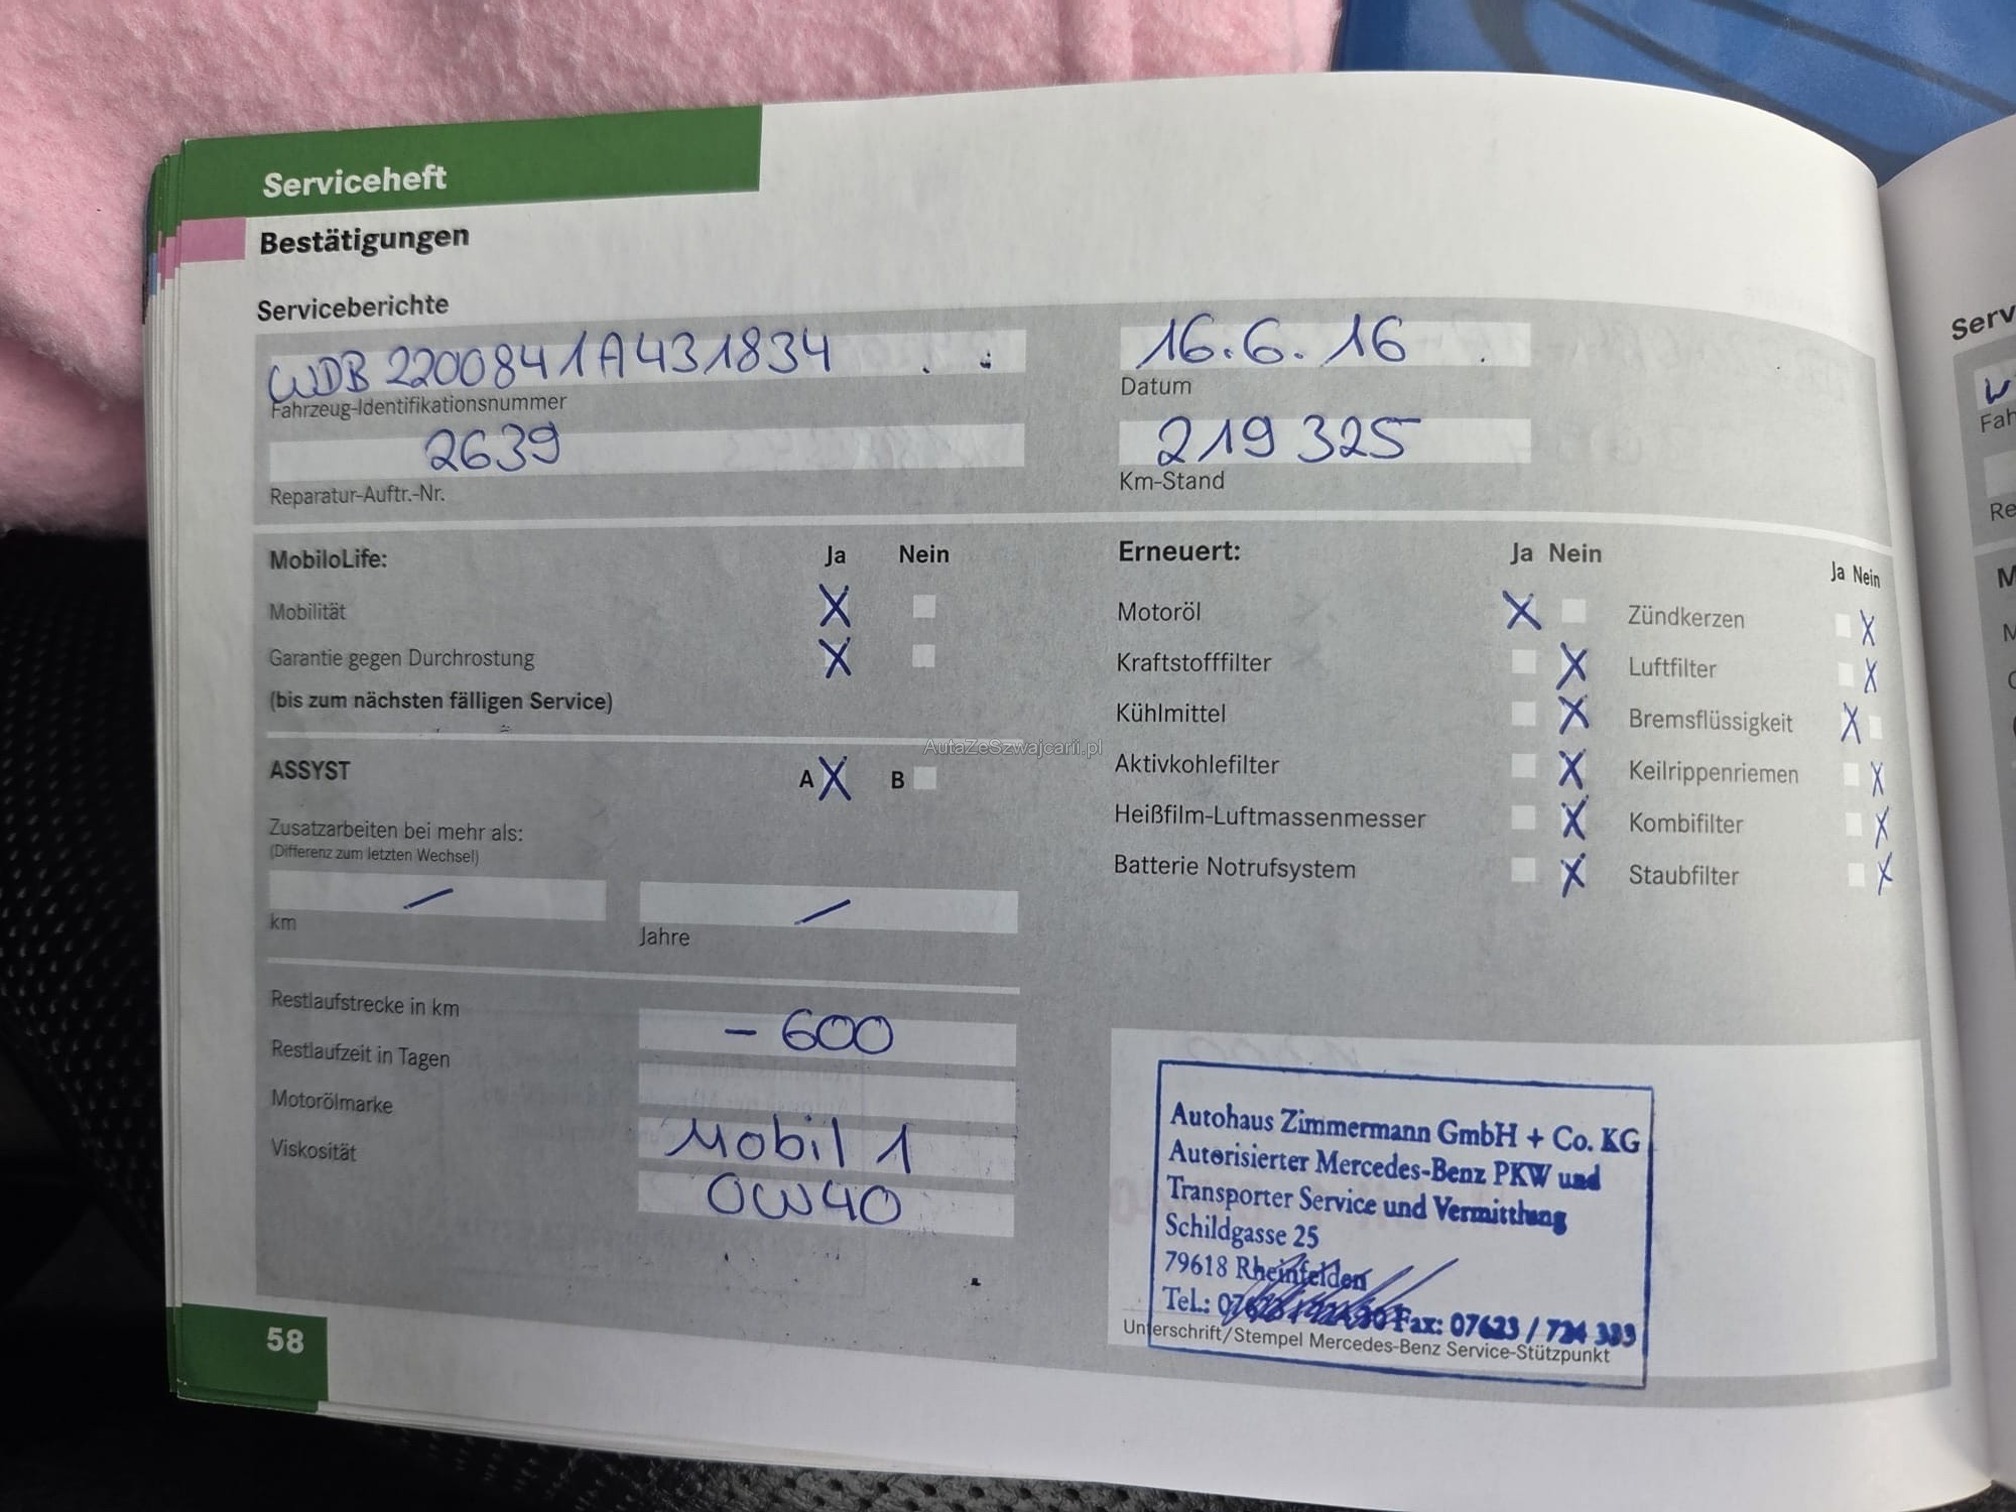 Serviceheft
Bestätigungen
Serviceberichte
WDB 2200841A431834
Fahrzeug-Identifikationsnummer
16.6.16
Datum
2639
Reparatur-Auftr.-Nr.
219 325
Km-Stand
MobiloLife: Ja Nein
Mobilität X
Garantie gegen Durchrostung X
(bis zum nächsten fälligen Service)
ASSYST A X B
Zusatzarbeiten bei mehr als:
(Differenz zum letzten Wechsel)
km
Jahre
Restlaufstrecke in km
- 600
Restlaufzeit in Tagen
Motorölmarke
Mobil 1
Viskosität
0W40
Erneuert: Ja Nein Ja Nein
Motoröl X Zündkerzen X
Kraftstofffilter X Luftfilter X
Kühlmittel X Bremsflüssigkeit X
Aktivkohlefilter X Keilrippenriemen X
Heißfilm-Luftmassenmesser X Kombifilter X
Batterie Notrufsystem X Staubfilter X
AutaZeSzwajcarii.pl
Autohaus Zimmermann GmbH + Co. KG
Autorisierter Mercedes-Benz PKW und
Transporter Service und Vermittlung
Schildgasse 25
79618 Rheinfelden
Tel.: Fax: 07623 / 724 333
Unterschrift/Stempel Mercedes-Benz Service-Stützpunkt
58
Serv
Fah
Re